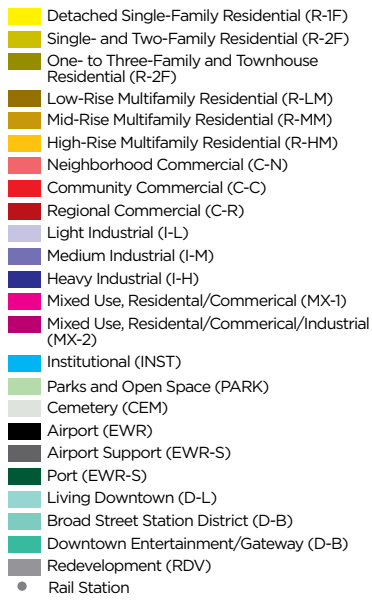 Detached Single-Family Residential (R-1F)
Single- and Two-Family Residential (R-2F)
One- to Three-Family and Townhouse
Residential (R-2F)
Low-Rise Multifamily Residential (R-LM)
Mid-Rise Multifamily Residential (R-MM)
High-Rise Multifamily Residential (R-HM)
Neighborhood Commercial (C-N)
Community Commercial (C-C)
Regional Commercial (C-R)
Light Industrial (I-L)
Medium Industrial (I-M)
Heavy Industrial (I-H)
Mixed Use, Residental/Commerical (MX-1)
Mixed Use, Residental/Commerical/Industrial
(MX-2)
Institutional (INST)
Parks and Open Space (PARK)
Cemetery (CEM)
Airport (EWR)
Airport Support (EWR-S)
Port (EWR-S)
Living Downtown (D-L)
Broad Street Station District (D-B)
Downtown Entertainment/Gateway (D-B)
Redevelopment (RDV)
Rail Station